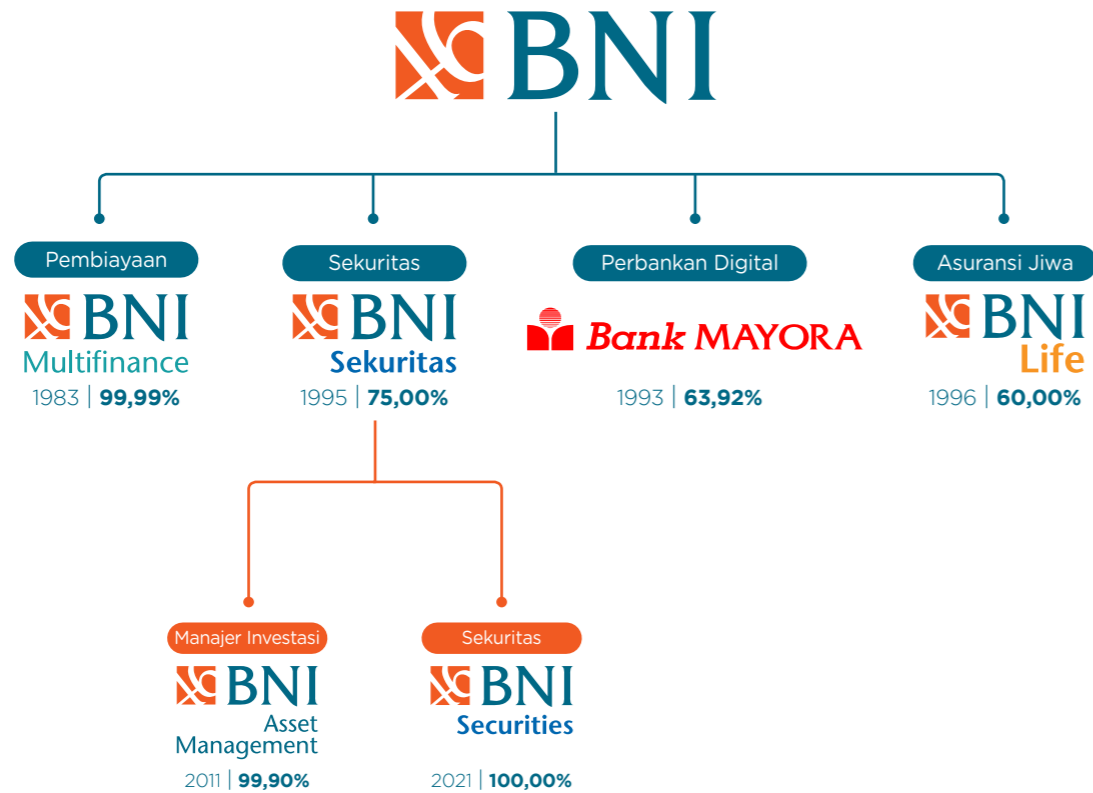 BNI
Pembiayaan
BNI
Multifinance
1983 | 99,99%
Sekuritas
BNI
Sekuritas
1995 | 75,00%
Perbankan Digital
Bank MAYORA
1993 | 63,92%
Asuransi Jiwa
BNI
Life
1996 | 60,00%
Manajer Investasi
BNI
Asset
Management
2011 | 99,90%
Sekuritas
BNI
Securities
2021 | 100,00%